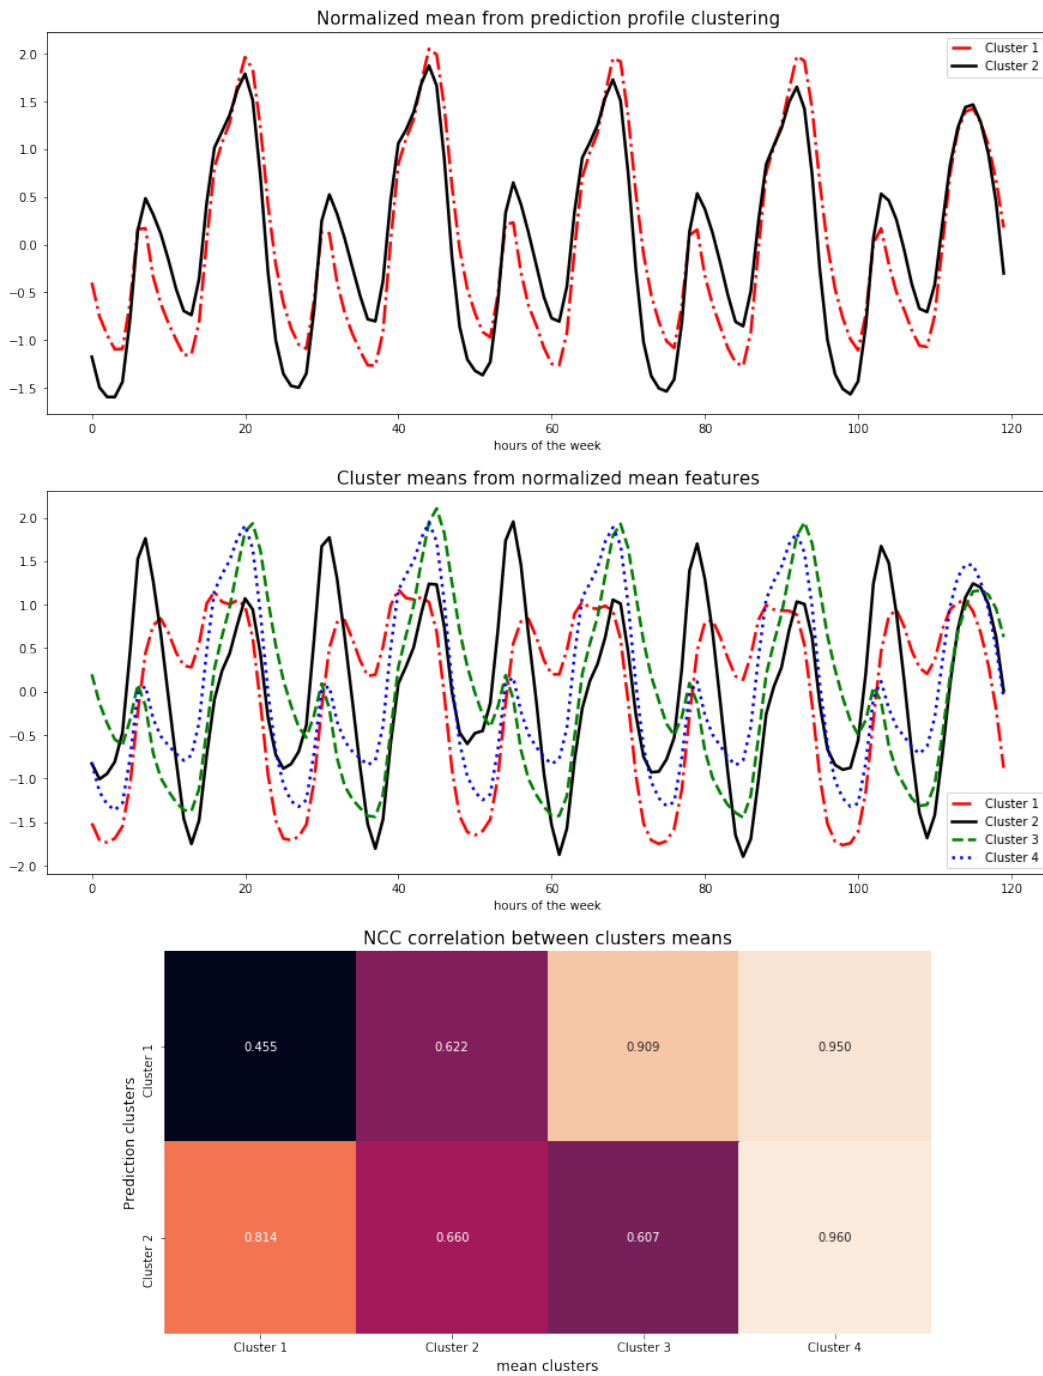 Normalized mean from prediction profile clustering
2.0
1.5
1.0
0.5
0.0
−0.5
−1.0
−1.5
Cluster 1
Cluster 2
0
20
40
60
80
100
120
hours of the week
Cluster means from normalized mean features
2.0
1.5
1.0
0.5
0.0
−0.5
−1.0
−1.5
−2.0
Cluster 1
Cluster 2
Cluster 3
Cluster 4
0
20
40
60
80
100
120
hours of the week
NCC correlation between clusters means
Prediction clusters
Cluster 1
0.455
0.622
0.909
0.950
Cluster 2
0.814
0.660
0.607
0.960
Cluster 1
Cluster 2
Cluster 3
Cluster 4
mean clusters